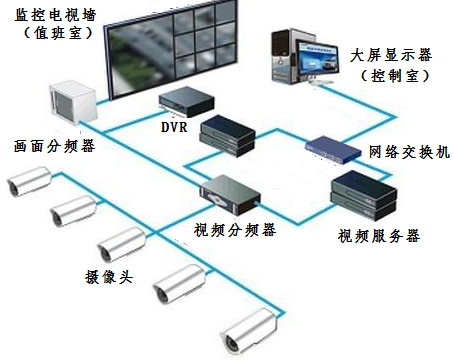 监控电视墙
（值班室）
大屏显示器
（控制室）
DVR
画面分频器
网络交换机
视频分频器
视频服务器
摄像头